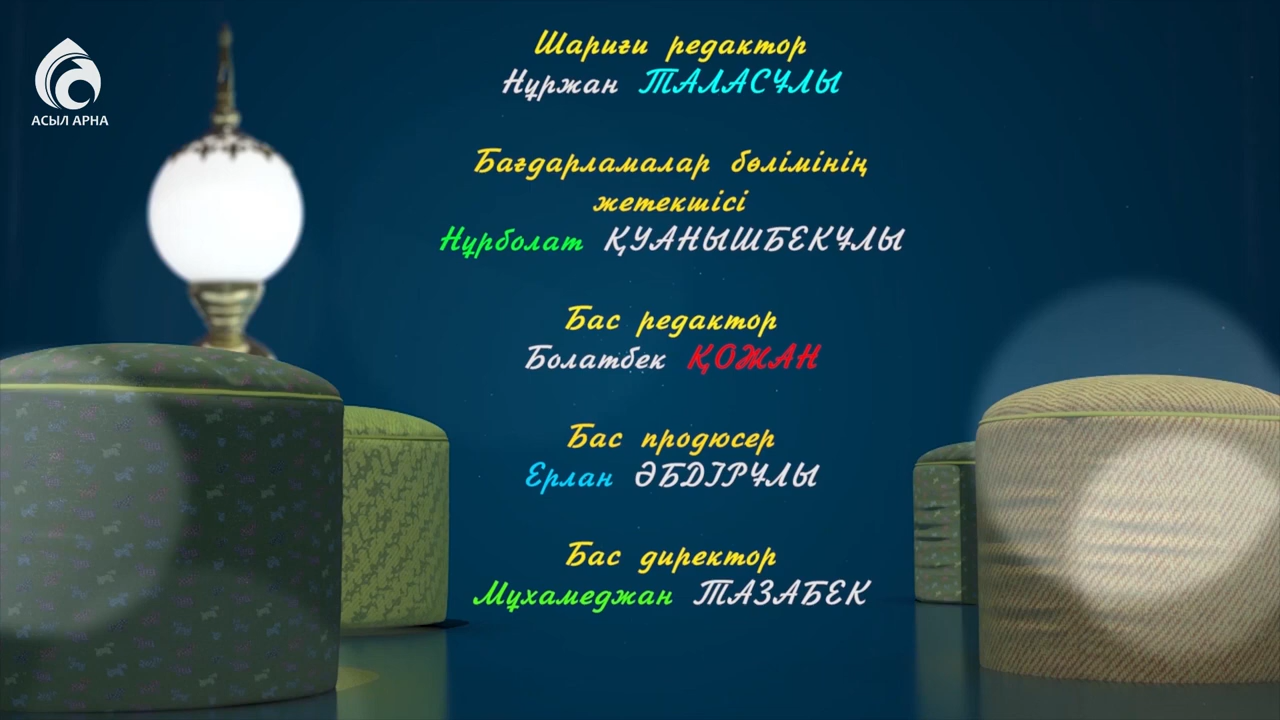 АСЫЛ АРНА
Шариғи редактор
Нұржан ТАЛАСҰЛЫ
Бағдарламалар бөлімінің
жетекшісі
Нұрболат ҚУАНЫШБЕКҰЛЫ
Бас редактор
Болатбек ҚОЖАН
Бас продюсер
Ерлан ӘБДІРҰЛЫ
Бас директор
Мұхамеджан ТАЗАБЕК